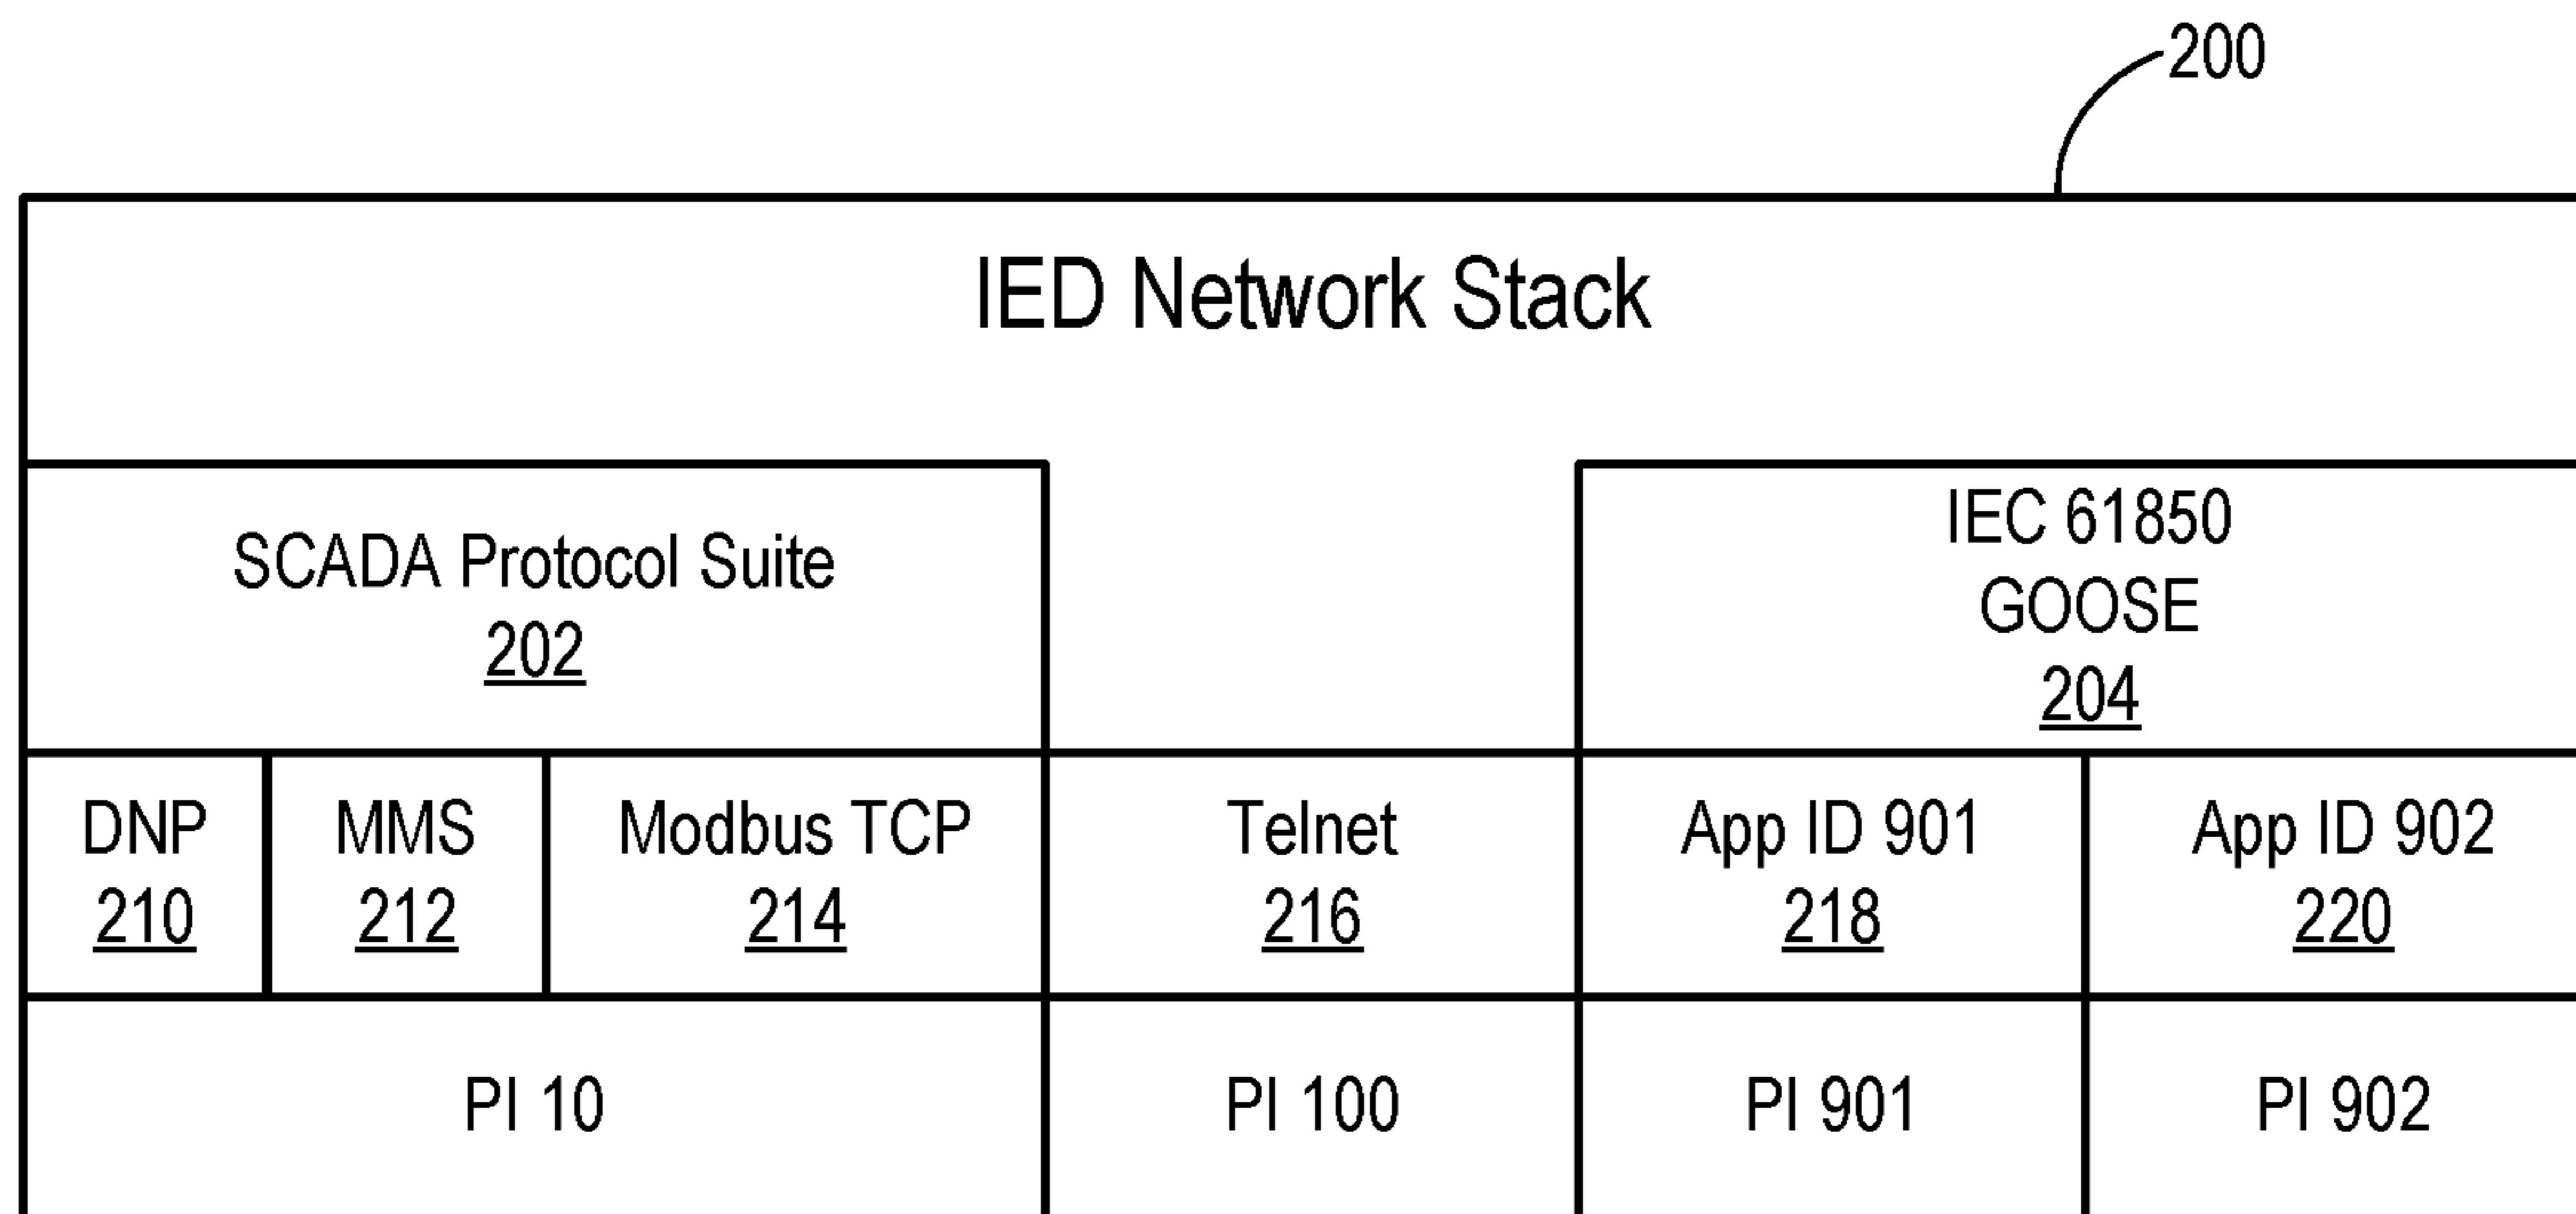 200
IED Network Stack
SCADA Protocol Suite
202
IEC 61850
GOOSE
204
DNP
210
MMS
212
Modbus TCP
214
Telnet
216
App ID 901
218
App ID 902
220
PI 10
PI 100
PI 901
PI 902